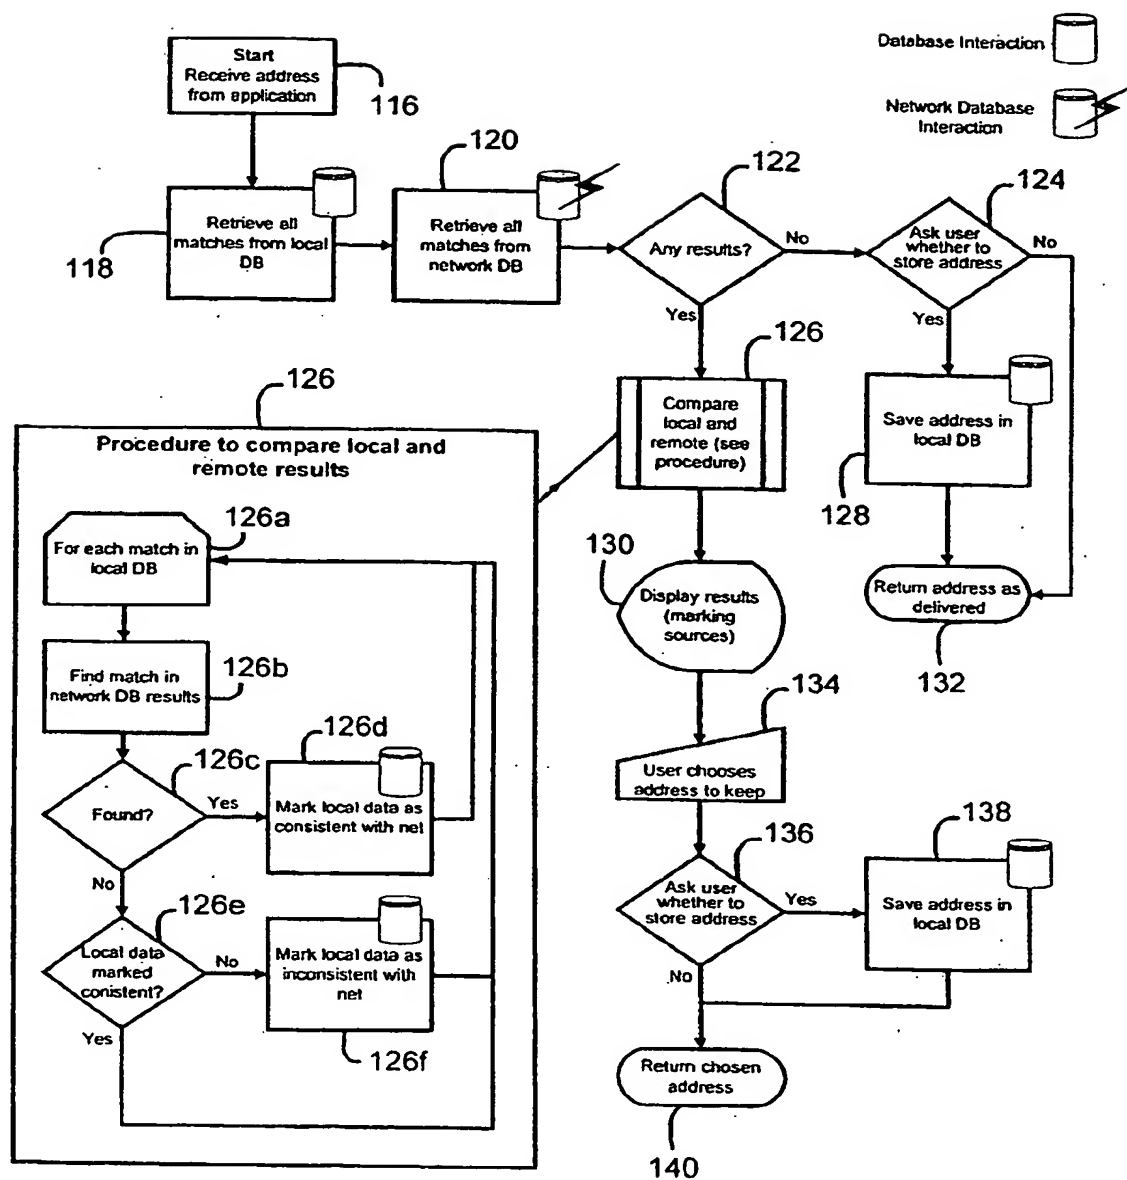 Database Interaction
Network Database
Interaction
Start
Receive address
from application
116
118
Retrieve all
matches from local
DB
120
Retrieve all
matches from
network DB
122
Any results?
No
Yes
124
Ask user
whether to
store address
No
Yes
126
Compare
local and
remote (see
procedure)
Save address in
local DB
128
Return address as
delivered
132
130
Display results
(marking
sources)
134
User chooses
address to keep
136
Ask user
whether to
store address
Yes
No
138
Save address in
local DB
Return chosen
address
140
126
Procedure to compare local and
remote results
126a
For each match in
local DB
126b
Find match in
network DB results
126c
Found?
Yes
No
126d
Mark local data as
consistent with net
126e
Local data
marked
conistent?
No
Yes
Mark local data as
inconsistent with
net
126f